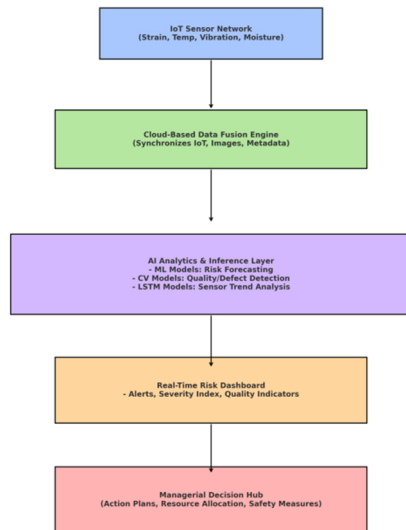 IoT Sensor Network
(Strain, Temp, Vibration, Moisture)
Cloud-Based Data Fusion Engine
(Synchronizes IoT, Images, Metadata)
AI Analytics & Inference Layer
- ML Models: Risk Forecasting
- CV Models: Quality/Defect Detection
- LSTM Models: Sensor Trend Analysis
Real-Time Risk Dashboard
- Alerts, Severity Index, Quality Indicators
Managerial Decision Hub
(Action Plans, Resource Allocation, Safety Measures)